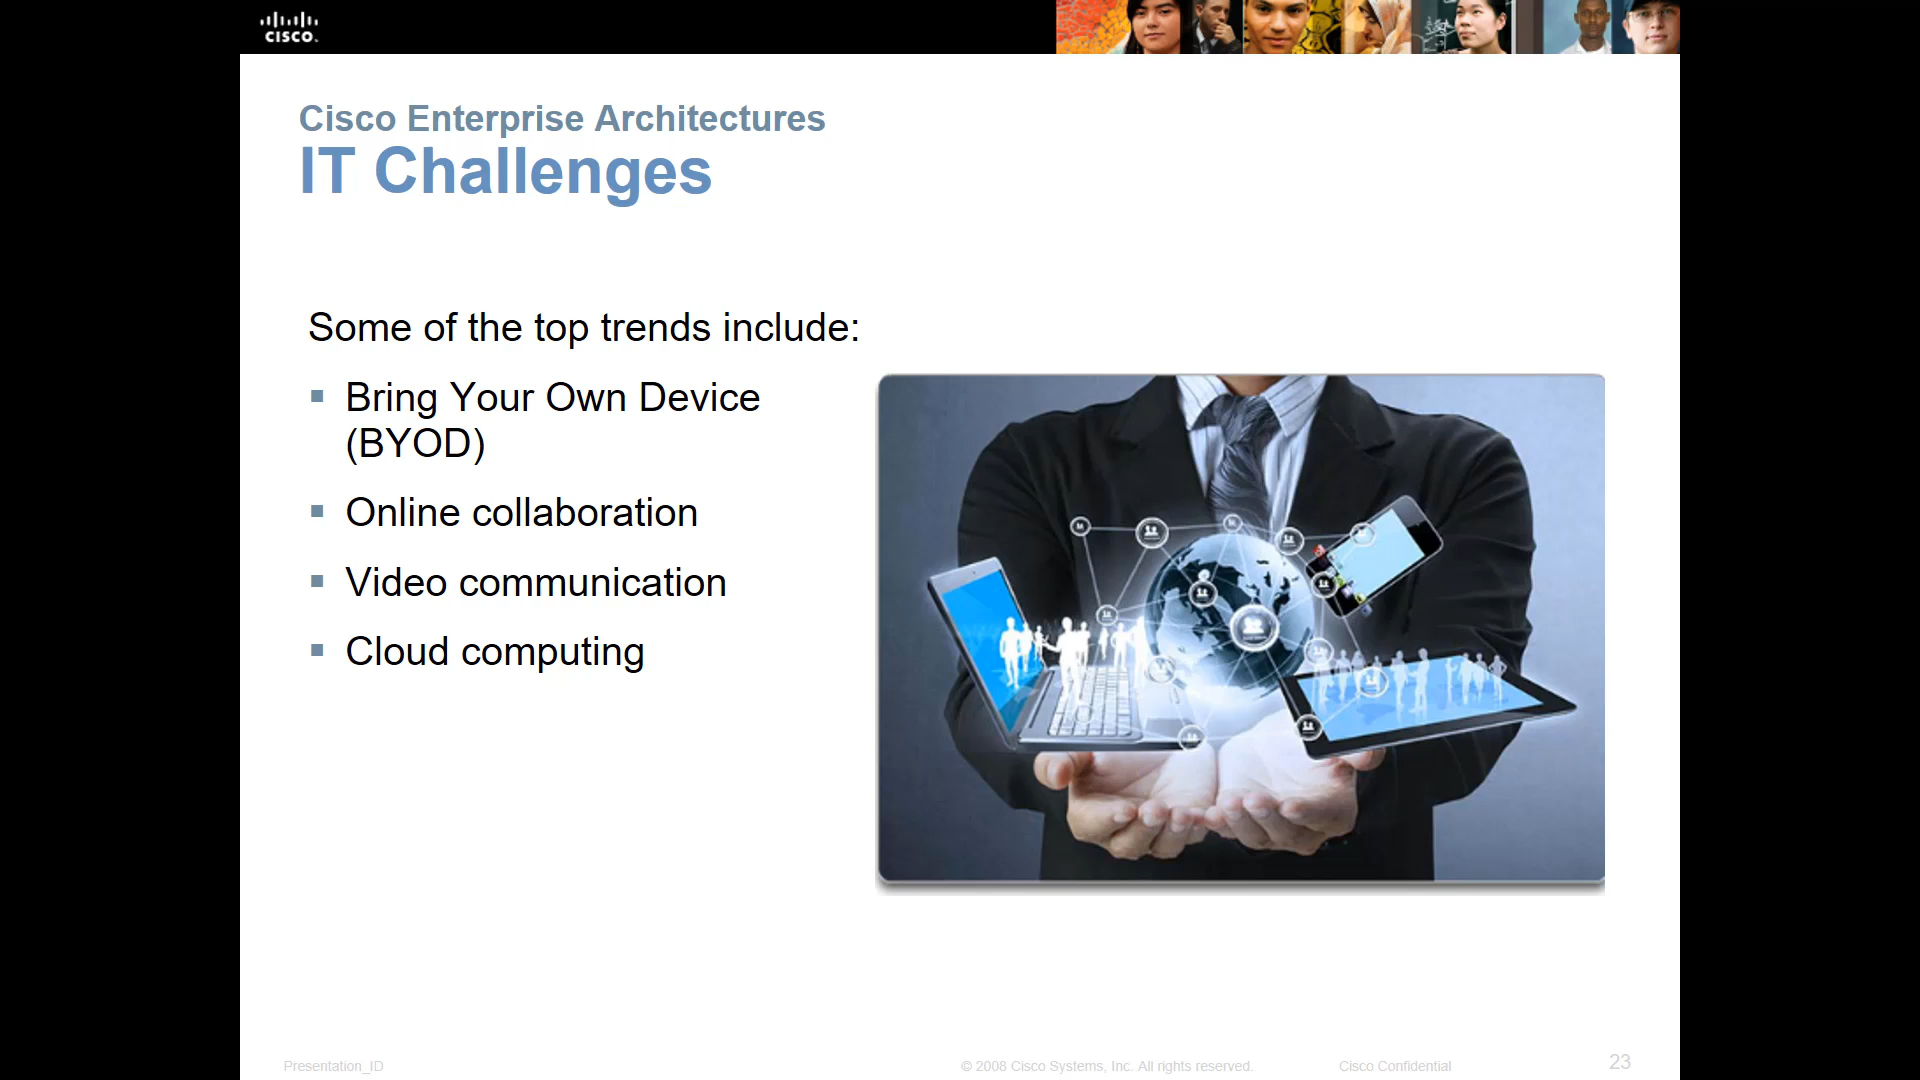 CISCO.
Cisco Enterprise Architectures
IT Challenges
Some of the top trends include:
▪ Bring Your Own Device
(BYOD)
▪ Online collaboration
▪ Video communication
▪ Cloud computing
Presentation_ID © 2008 Cisco Systems, Inc. All rights reserved. Cisco Confidential 23